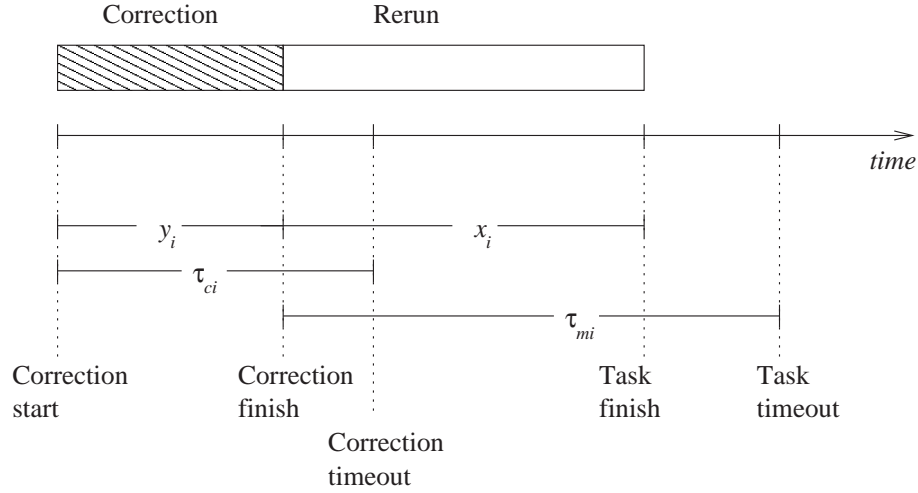 Correction Rerun
time
y_i x_i
τ_ci
τ_mi
Correction
start
Correction
finish
Task
finish
Task
timeout
Correction
timeout